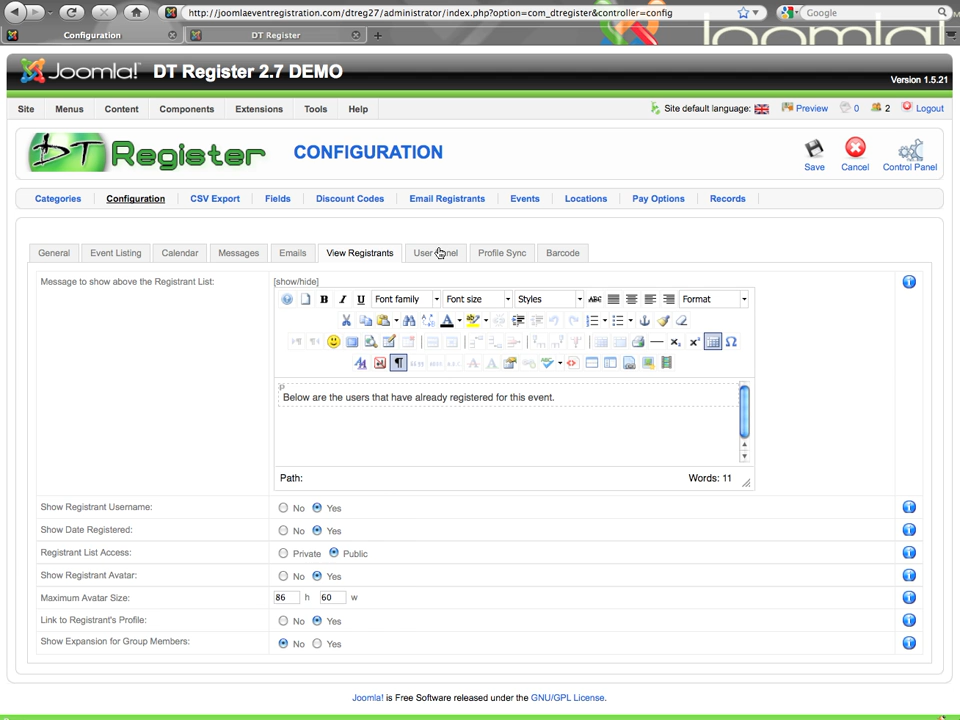 http://joomlaeventregistration.com/dtreg27/administrator/index.php?option=com_dtregister&controller=config
Google
Configuration
DT Register
Joomla!
Joomla! DT Register 2.7 DEMO
Version 1.5.21
Site Menus Content Components Extensions Tools Help
Site default language: Preview 0 2 Logout
DT Register CONFIGURATION
Save Cancel Control Panel
Categories Configuration CSV Export Fields Discount Codes Email Registrants Events Locations Pay Options Records
General Event Listing Calendar Messages Emails View Registrants User Panel Profile Sync Barcode
Message to show above the Registrant List:
[show/hide]
B I U Font family Font size Styles ABC Format
P
Below are the users that have already registered for this event.
Path: Words: 11
Show Registrant Username: No Yes
Show Date Registered: No Yes
Registrant List Access: Private Public
Show Registrant Avatar: No Yes
Maximum Avatar Size: 86 h 60 w
Link to Registrant's Profile: No Yes
Show Expansion for Group Members: No Yes
Joomla! is Free Software released under the GNU/GPL License.